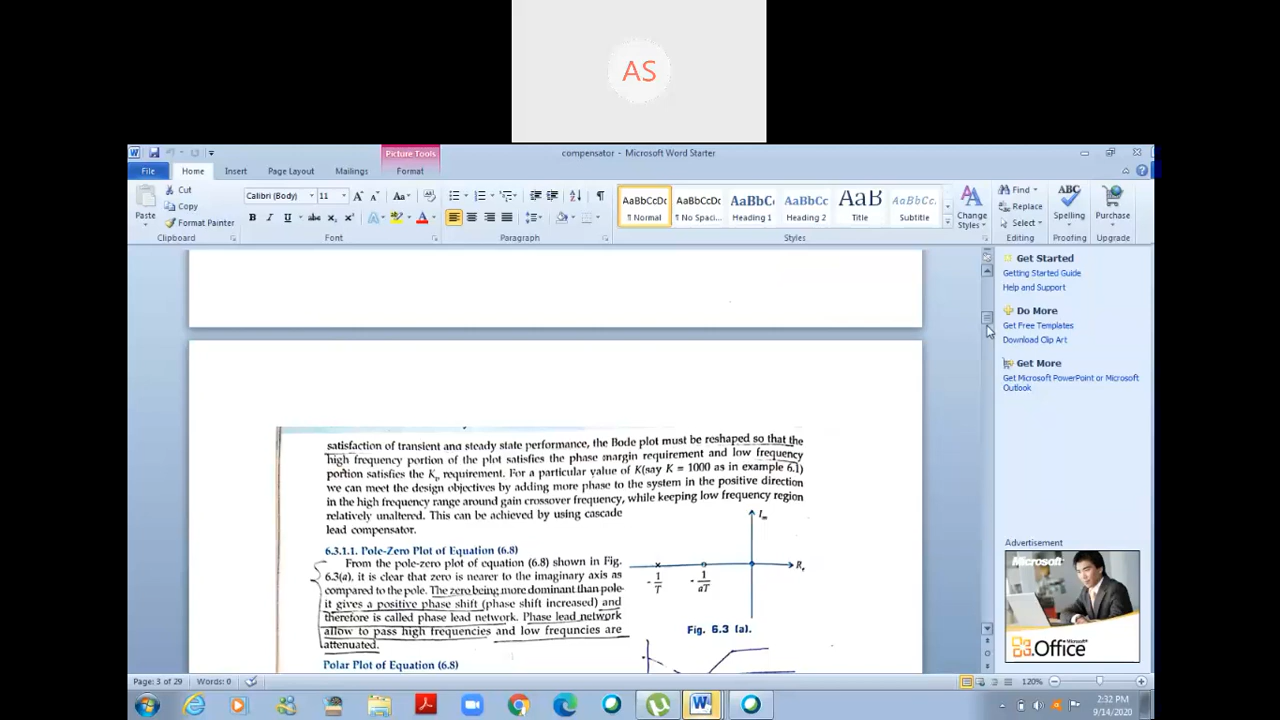 AS
compensator - Microsoft Word Starter
Picture Tools
File Home Insert Page Layout Mailings Format
Paste
Cut
Copy
Format Painter
Clipboard
Calibri (Body) 11
Font
Paragraph
AaBbCcDc AaBbCcDc AaBbCc AaBbCc AaB AaBbCc.
¶ Normal ¶ No Spaci... Heading 1 Heading 2 Title Subtitle
Styles
Change Styles
Find
Replace
Select
Editing
Spelling
Proofing
Purchase
Upgrade
satisfaction of transient and steady state performance, the Bode plot must be reshaped so that the
high frequency portion of the plot satisfies the phase margin requirement and low frequency
portion satisfies the Kp requirement. For a particular value of K(say K = 1000 as in example 6.1)
we can meet the design objectives by adding more phase to the system in the positive direction
in the high frequency range around gain crossover frequency, while keeping low frequency region
relatively unaltered. This can be achieved by using cascade
lead compensator.
6.3.1.1. Pole-Zero Plot of Equation (6.8)
From the pole-zero plot of equation (6.8) shown in Fig.
6.3(a), it is clear that zero is nearer to the imaginary axis as
compared to the pole. The zero being more dominant than pole
it gives a positive phase shift (phase shift increased) and
therefore is called phase lead network. Phase lead network
allow to pass high frequencies and low frequncies are
attenuated.
Polar Plot of Equation (6.8)
Im
Re
- 1/T
- 1/aT
Fig. 6.3 (a).
Get Started
Getting Started Guide
Help and Support
Do More
Get Free Templates
Download Clip Art
Get More
Get Microsoft PowerPoint or Microsoft
Outlook
Advertisement
Microsoft
Office
Page: 3 of 29 Words: 0
120%
2:32 PM
9/14/2020